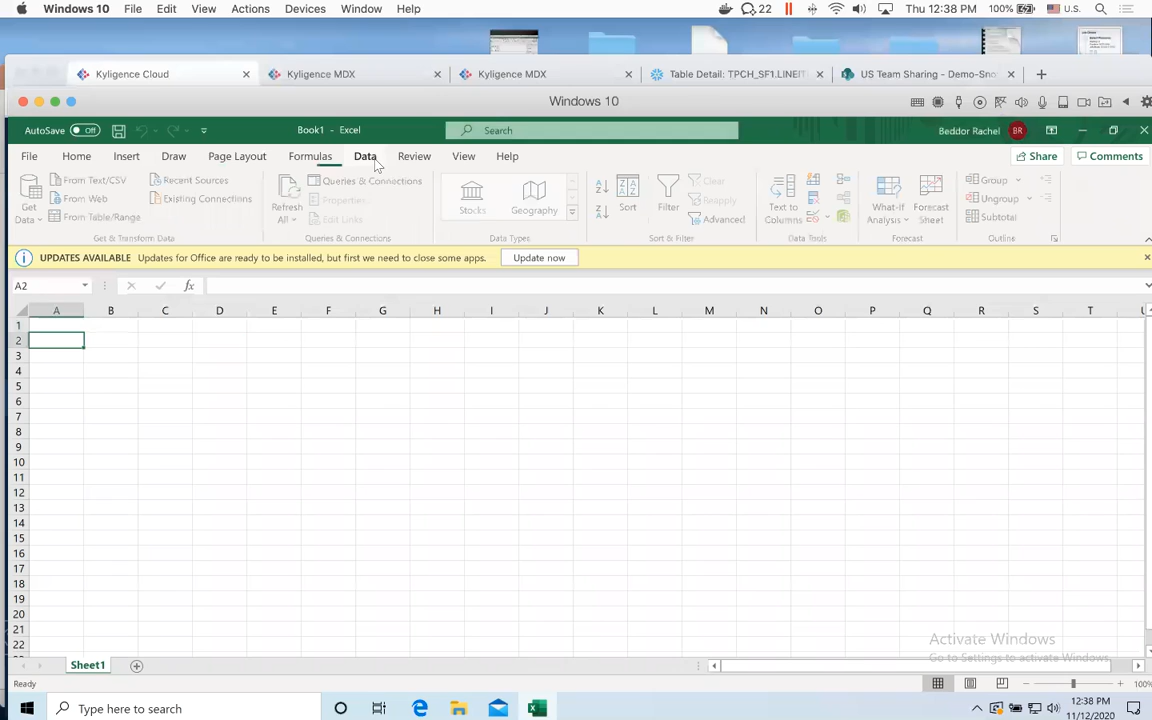 Windows 10 File Edit View Actions Devices Window Help 22 Thu 12:38 PM 100% U.S.
Kyligence Cloud Kyligence MDX Kyligence MDX Table Detail: TPCH_SF1.LINEIT US Team Sharing - Demo-Sno
Windows 10
AutoSave Off Book1 - Excel Search Beddor Rachel BR
File Home Insert Draw Page Layout Formulas Data Review View Help Share Comments
From Text/CSV Recent Sources Queries & Connections Clear Group
From Web Existing Connections Properties Reapply Ungroup
Get Data From Table/Range Refresh All Edit Links Stocks Geography Sort Filter Advanced Text to Columns What-If Analysis Forecast Sheet Subtotal
Get & Transform Data Queries & Connections Data Types Sort & Filter Data Tools Forecast Outline
UPDATES AVAILABLE Updates for Office are ready to be installed, but first we need to close some apps. Update now
A2 fx
A B C D E F G H I J K L M N O P Q R S T U
1
2
3
4
5
6
7
8
9
10
11
12
13
14
15
16
17
18
19
20
21
22
Activate Windows
Go to Settings to activate Windows.
Sheet1
Ready 100%
Type here to search 12:38 PM
11/12/2020